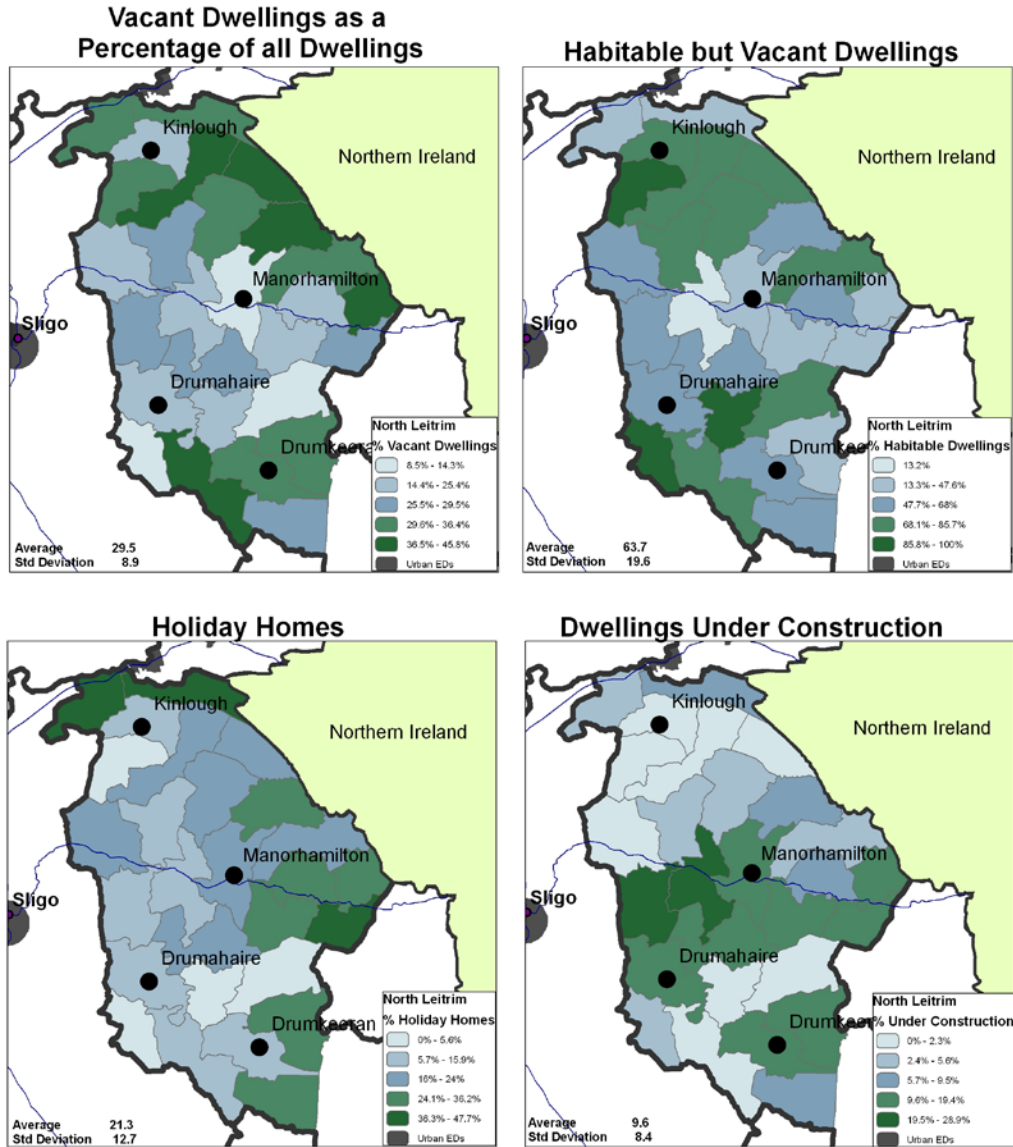 Vacant Dwellings as a
Percentage of all Dwellings
Kinlough
Northern Ireland
Manorhamilton
Sligo
Drumahaire
Drumkeera
North Leitrim
% Vacant Dwellings
8.5% - 14.3%
14.4% - 25.4%
25.5% - 29.5%
29.6% - 36.4%
36.5% - 45.8%
Urban EDs
Average 29.5
Std Deviation 8.9
Habitable but Vacant Dwellings
Kinlough
Northern Ireland
Manorhamilton
Sligo
Drumahaire
Drumkee
North Leitrim
% Habitable Dwellings
13.2%
13.3% - 47.6%
47.7% - 68%
68.1% - 85.7%
85.8% - 100%
Urban EDs
Average 63.7
Std Deviation 19.6
Holiday Homes
Kinlough
Northern Ireland
Manorhamilton
Sligo
Drumahaire
Drumkeeran
North Leitrim
% Holiday Homes
0% - 5.6%
5.7% - 15.9%
16% - 24%
24.1% - 36.2%
36.3% - 47.7%
Urban EDs
Average 21.3
Std Deviation 12.7
Dwellings Under Construction
Kinlough
Northern Ireland
Manorhamilton
Sligo
Drumahaire
Drumkee
North Leitrim
% Under Construction
0% - 2.3%
2.4% - 5.6%
5.7% - 9.5%
9.6% - 19.4%
19.5% - 28.9%
Urban EDs
Average 9.6
Std Deviation 8.4